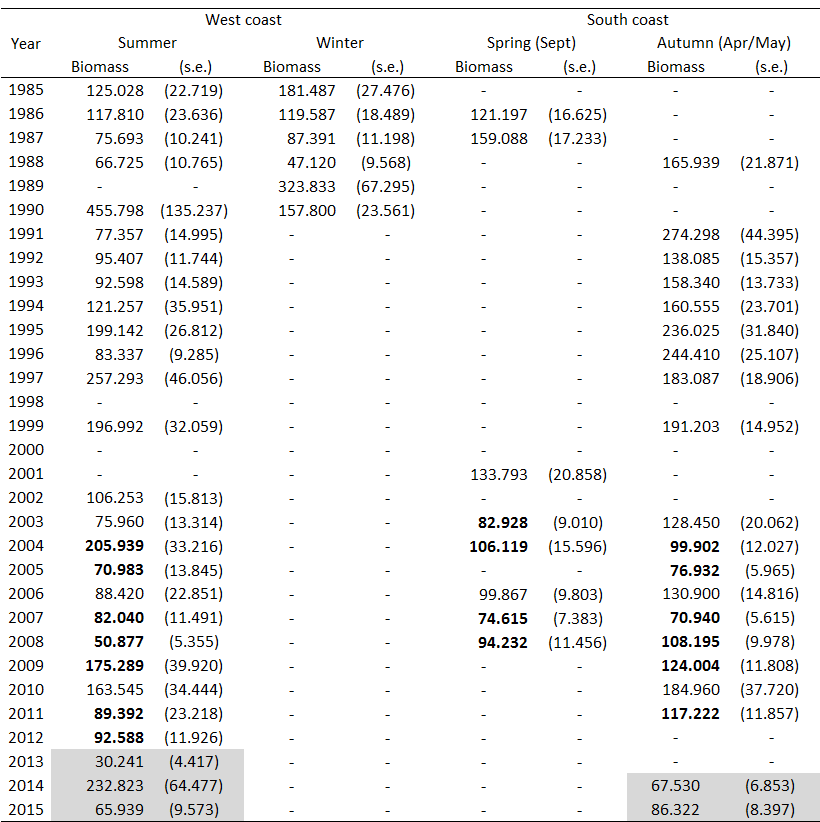 West coast South coast
Year Summer Winter Spring (Sept) Autumn (Apr/May)
Biomass (s.e.) Biomass (s.e.) Biomass (s.e.) Biomass (s.e.)
1985 125.028 (22.719) 181.487 (27.476) - - - -
1986 117.810 (23.636) 119.587 (18.489) 121.197 (16.625) - -
1987 75.693 (10.241) 87.391 (11.198) 159.088 (17.233) - -
1988 66.725 (10.765) 47.120 (9.568) - - 165.939 (21.871)
1989 - - 323.833 (67.295) - - - -
1990 455.798 (135.237) 157.800 (23.561) - - - -
1991 77.357 (14.995) - - - - 274.298 (44.395)
1992 95.407 (11.744) - - - - 138.085 (15.357)
1993 92.598 (14.589) - - - - 158.340 (13.733)
1994 121.257 (35.951) - - - - 160.555 (23.701)
1995 199.142 (26.812) - - - - 236.025 (31.840)
1996 83.337 (9.285) - - - - 244.410 (25.107)
1997 257.293 (46.056) - - - - 183.087 (18.906)
1998 - - - - - - - -
1999 196.992 (32.059) - - - - 191.203 (14.952)
2000 - - - - - - - -
2001 - - - - 133.793 (20.858) - -
2002 106.253 (15.813) - - - - - -
2003 75.960 (13.314) - - 82.928 (9.010) 128.450 (20.062)
2004 205.939 (33.216) - - 106.119 (15.596) 99.902 (12.027)
2005 70.983 (13.845) - - - - 76.932 (5.965)
2006 88.420 (22.851) - - 99.867 (9.803) 130.900 (14.816)
2007 82.040 (11.491) - - 74.615 (7.383) 70.940 (5.615)
2008 50.877 (5.355) - - 94.232 (11.456) 108.195 (9.978)
2009 175.289 (39.920) - - - - 124.004 (11.808)
2010 163.545 (34.444) - - - - 184.960 (37.720)
2011 89.392 (23.218) - - - - 117.222 (11.857)
2012 92.588 (11.926) - - - - - -
2013 30.241 (4.417) - - - - - -
2014 232.823 (64.477) - - - - 67.530 (6.853)
2015 65.939 (9.573) - - - - 86.322 (8.397)